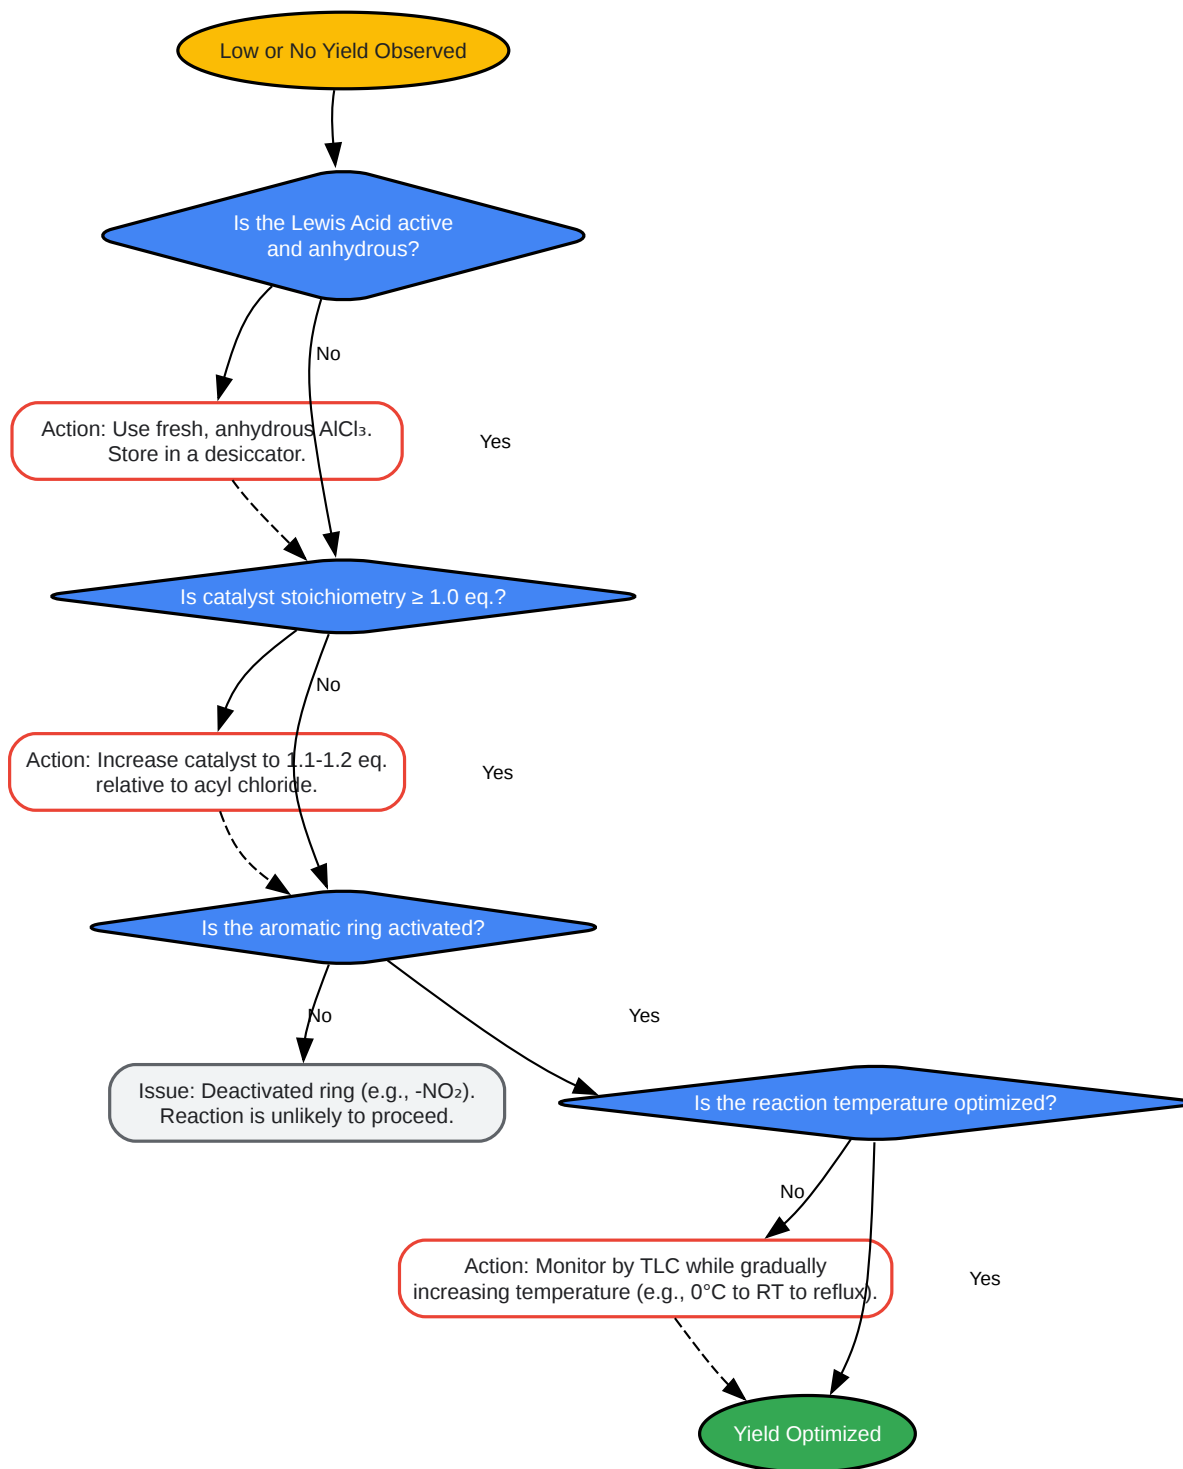 Low or No Yield Observed
Is the Lewis Acid active
and anhydrous?
No
Action: Use fresh, anhydrous AlCl₃.
Store in a desiccator.
Yes
Is catalyst stoichiometry ≥ 1.0 eq.?
No
Action: Increase catalyst to 1.1-1.2 eq.
relative to acyl chloride.
Yes
Is the aromatic ring activated?
No
Yes
Issue: Deactivated ring (e.g., -NO₂).
Reaction is unlikely to proceed.
Is the reaction temperature optimized?
No
Action: Monitor by TLC while gradually
increasing temperature (e.g., 0°C to RT to reflux).
Yes
Yield Optimized